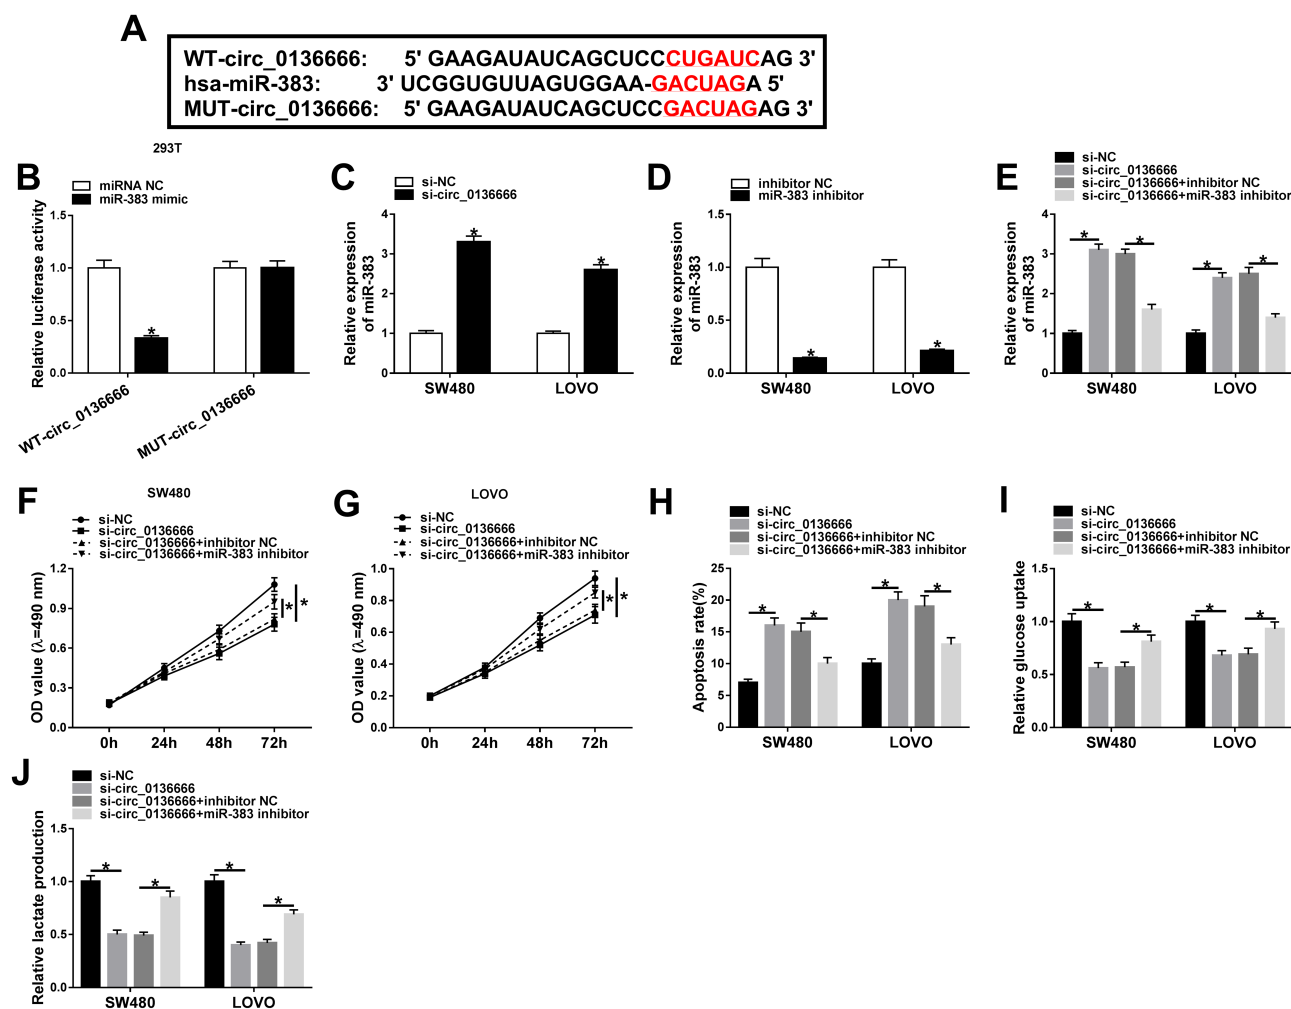 A
WT-circ_0136666: 5' GAAGAUAUCAGCUCCCUGAUCAG 3'
hsa-miR-383: 3' UCGGUGUUAGUGGAA-GACUAGA 5'
MUT-circ_0136666: 5' GAAGAUAUCAGCUCCGACUAGAG 3'
B
293T
miRNA NC
miR-383 mimic
Relative luciferase activity
1.5
1.0
0.5
0.0
*
WT-circ_0136666
MUT-circ_0136666
C
si-NC
si-circ_0136666
Relative expression
of miR-383
4
3
2
1
0
*
*
SW480
LOVO
D
inhibitor NC
miR-383 inhibitor
Relative expression
of miR-383
1.5
1.0
0.5
0.0
*
*
SW480
LOVO
E
si-NC
si-circ_0136666
si-circ_0136666+inhibitor NC
si-circ_0136666+miR-383 inhibitor
Relative expression
of miR-383
4
3
2
1
0
*
*
*
*
SW480
LOVO
F
SW480
si-NC
si-circ_0136666
si-circ_0136666+inhibitor NC
si-circ_0136666+miR-383 inhibitor
OD value (λ=490 nm)
1.2
0.9
0.6
0.3
0.0
*
*
0h
24h
48h
72h
G
LOVO
si-NC
si-circ_0136666
si-circ_0136666+inhibitor NC
si-circ_0136666+miR-383 inhibitor
OD value (λ=490 nm)
1.0
0.8
0.6
0.4
0.2
0.0
*
*
0h
24h
48h
72h
H
si-NC
si-circ_0136666
si-circ_0136666+inhibitor NC
si-circ_0136666+miR-383 inhibitor
Apoptosis rate(%)
25
20
15
10
5
0
*
*
*
*
SW480
LOVO
I
si-NC
si-circ_0136666
si-circ_0136666+inhibitor NC
si-circ_0136666+miR-383 inhibitor
Relative glucose uptake
1.5
1.0
0.5
0.0
*
*
*
*
SW480
LOVO
J
si-NC
si-circ_0136666
si-circ_0136666+inhibitor NC
si-circ_0136666+miR-383 inhibitor
Relative lactate production
1.5
1.0
0.5
0.0
*
*
*
*
SW480
LOVO